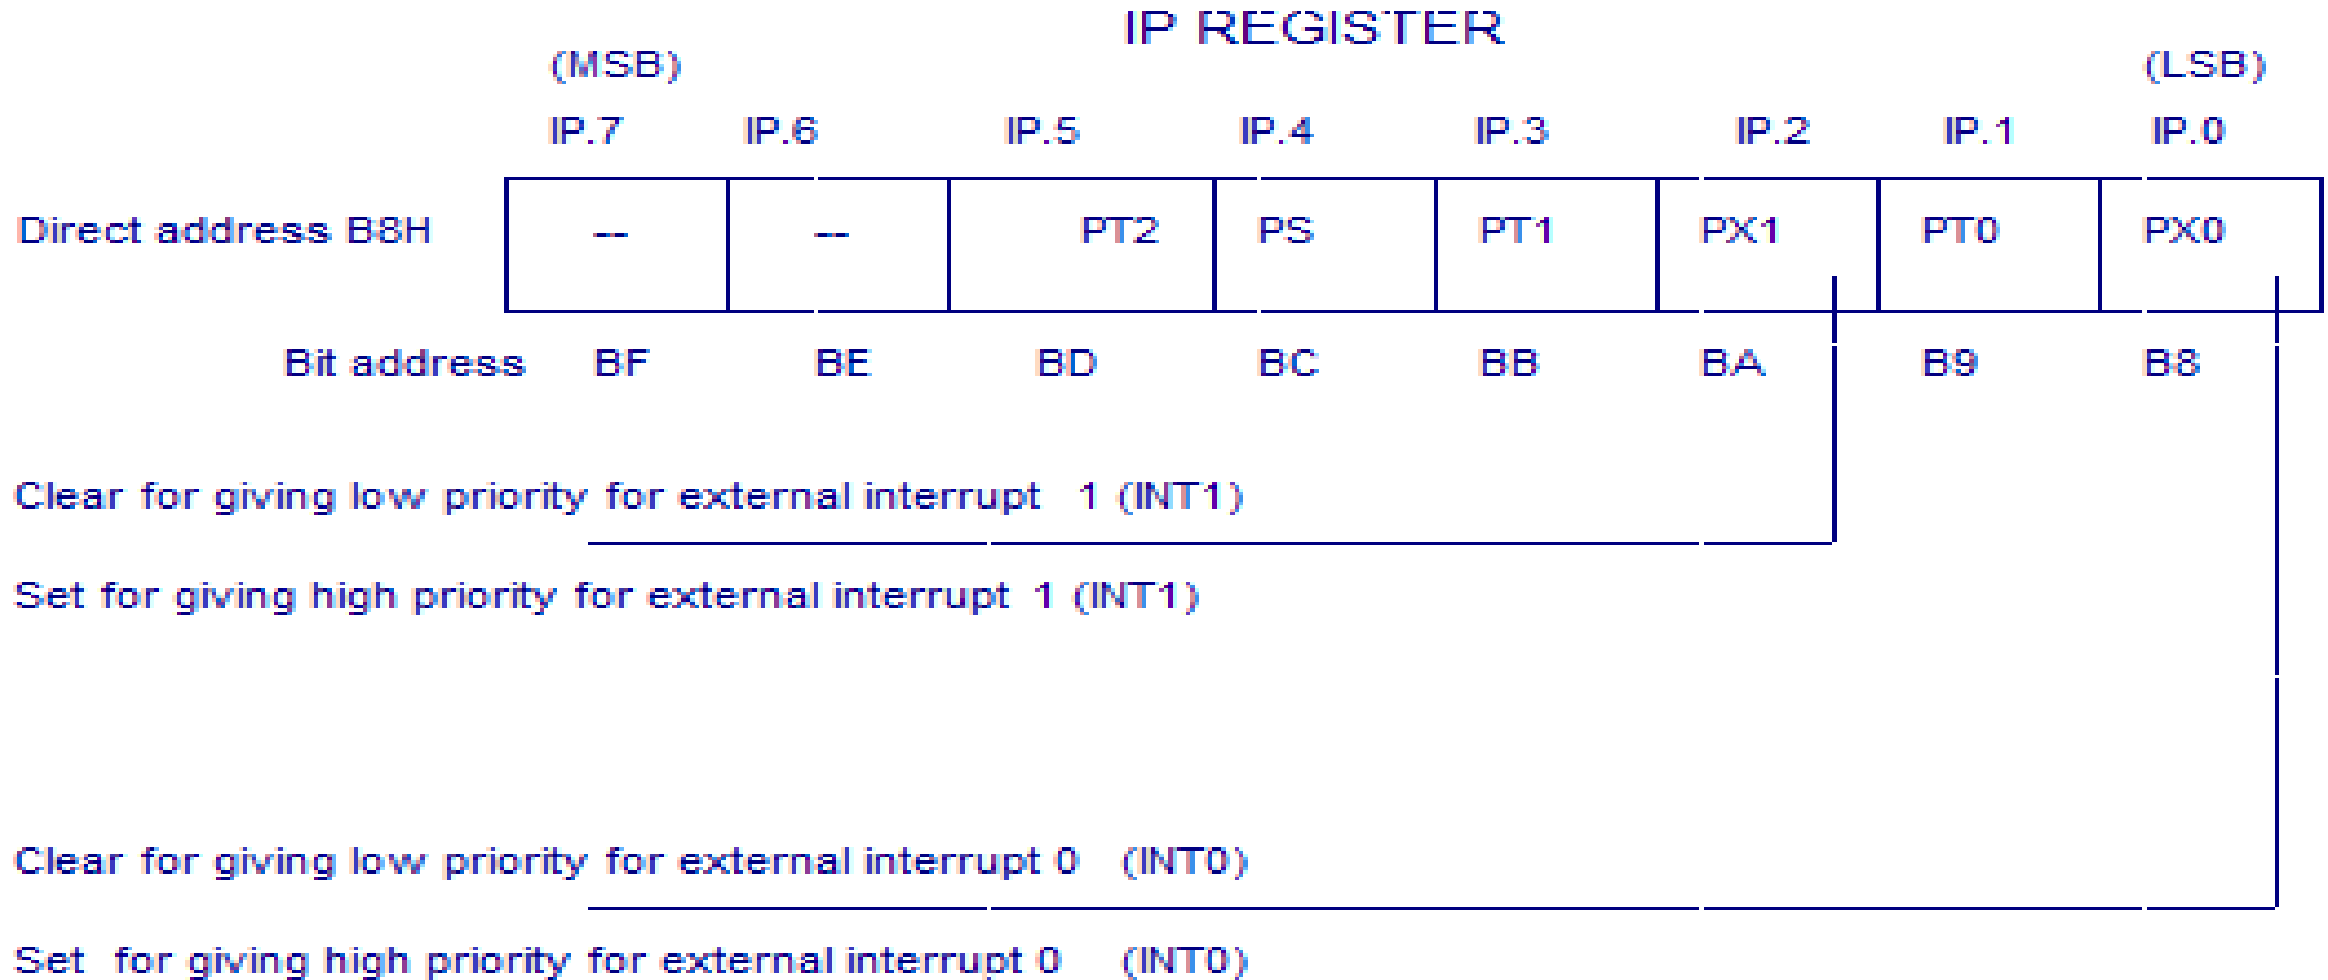 IP REGISTER
(MSB) (LSB)
IP.7 IP.6 IP.5 IP.4 IP.3 IP.2 IP.1 IP.0
Direct address B8H -- -- PT2 PS PT1 PX1 PT0 PX0
Bit address BF BE BD BC BB BA B9 B8
Clear for giving low priority for external interrupt 1 (INT1)
Set for giving high priority for external interrupt 1 (INT1)
Clear for giving low priority for external interrupt 0 (INT0)
Set for giving high priority for external interrupt 0 (INT0)